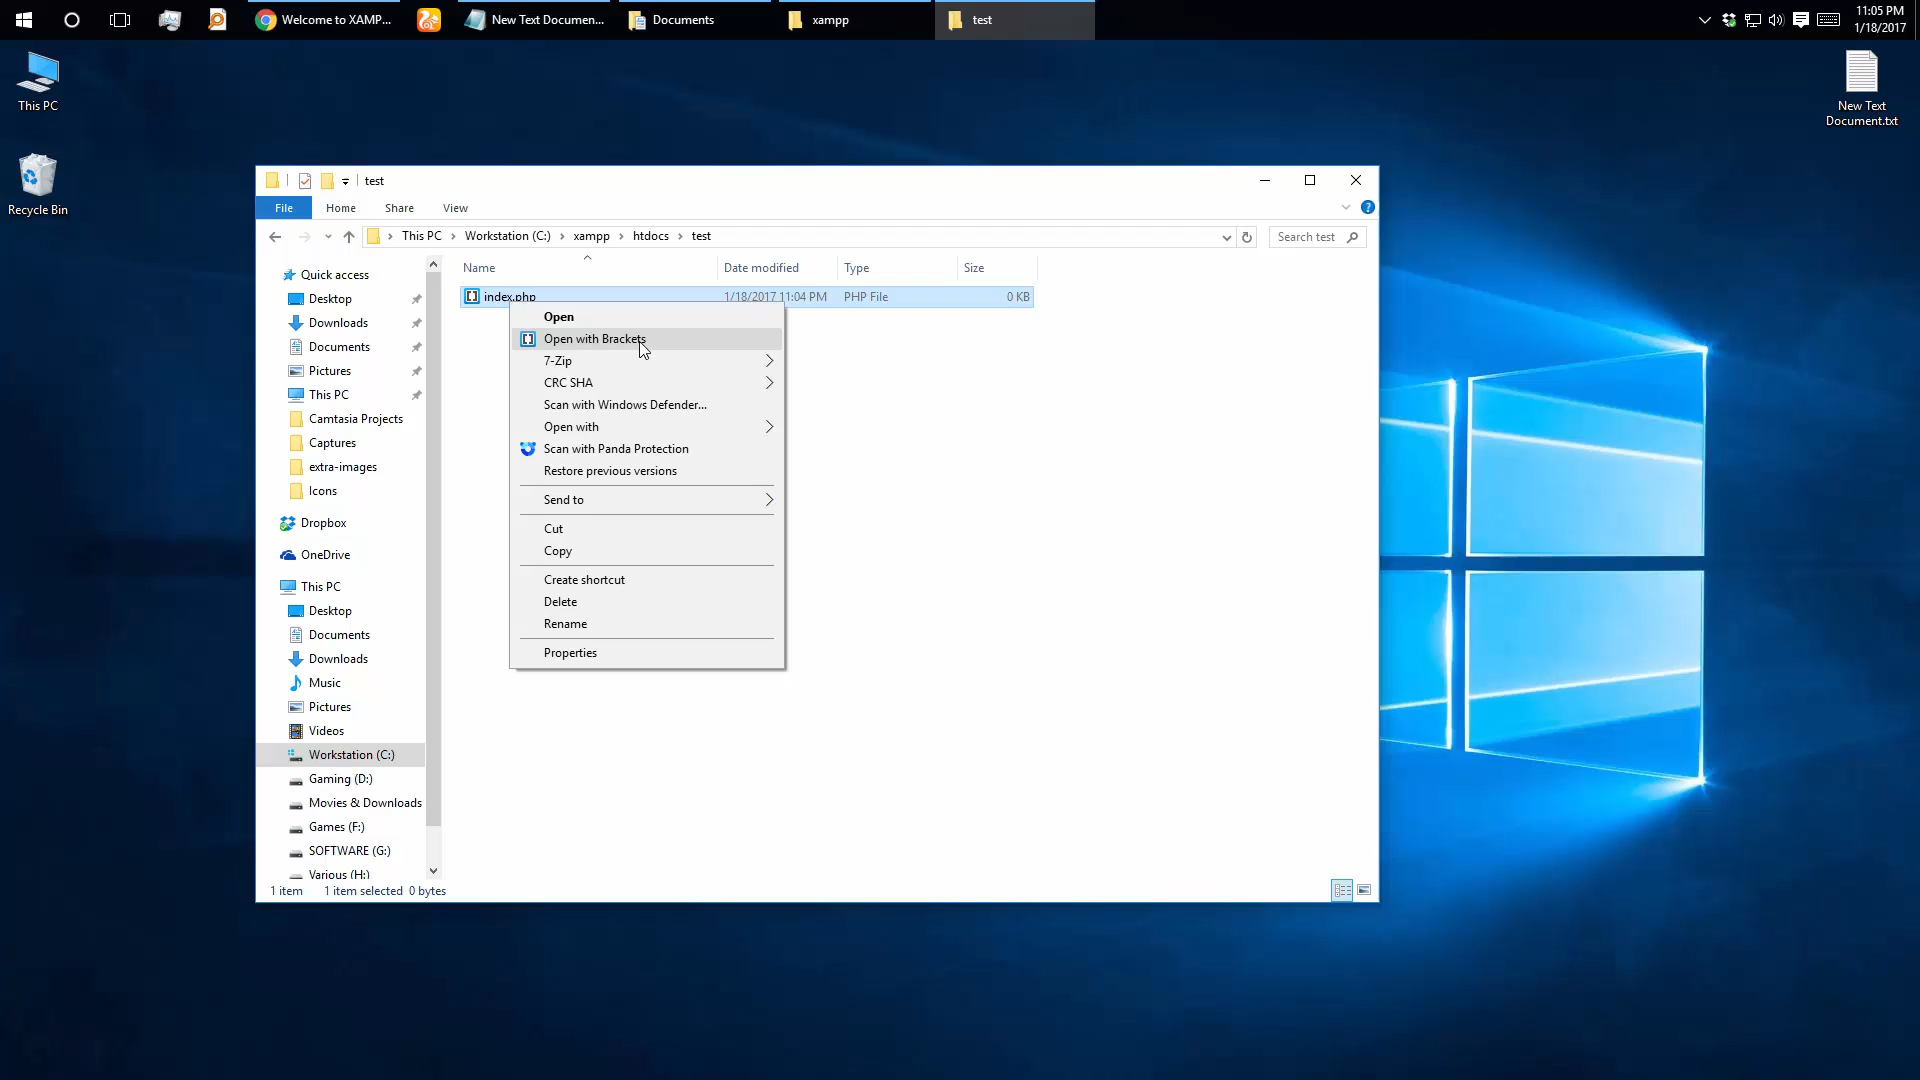 Welcome to XAMP...
New Text Documen...
Documents
xampp
test
11:05 PM
1/18/2017
This PC
Recycle Bin
New Text
Document.txt
test
File
Home
Share
View
This PC
Workstation (C:)
xampp
htdocs
test
Search test
Name
Date modified
Type
Size
index.php
1/18/2017 11:04 PM
PHP File
0 KB
Quick access
Desktop
Downloads
Documents
Pictures
This PC
Camtasia Projects
Captures
extra-images
Icons
Dropbox
OneDrive
This PC
Desktop
Documents
Downloads
Music
Pictures
Videos
Workstation (C:)
Gaming (D:)
Movies & Downloads
Games (F:)
SOFTWARE (G:)
Various (H:)
Open
Open with Brackets
7-Zip
CRC SHA
Scan with Windows Defender...
Open with
Scan with Panda Protection
Restore previous versions
Send to
Cut
Copy
Create shortcut
Delete
Rename
Properties
1 item
1 item selected
0 bytes